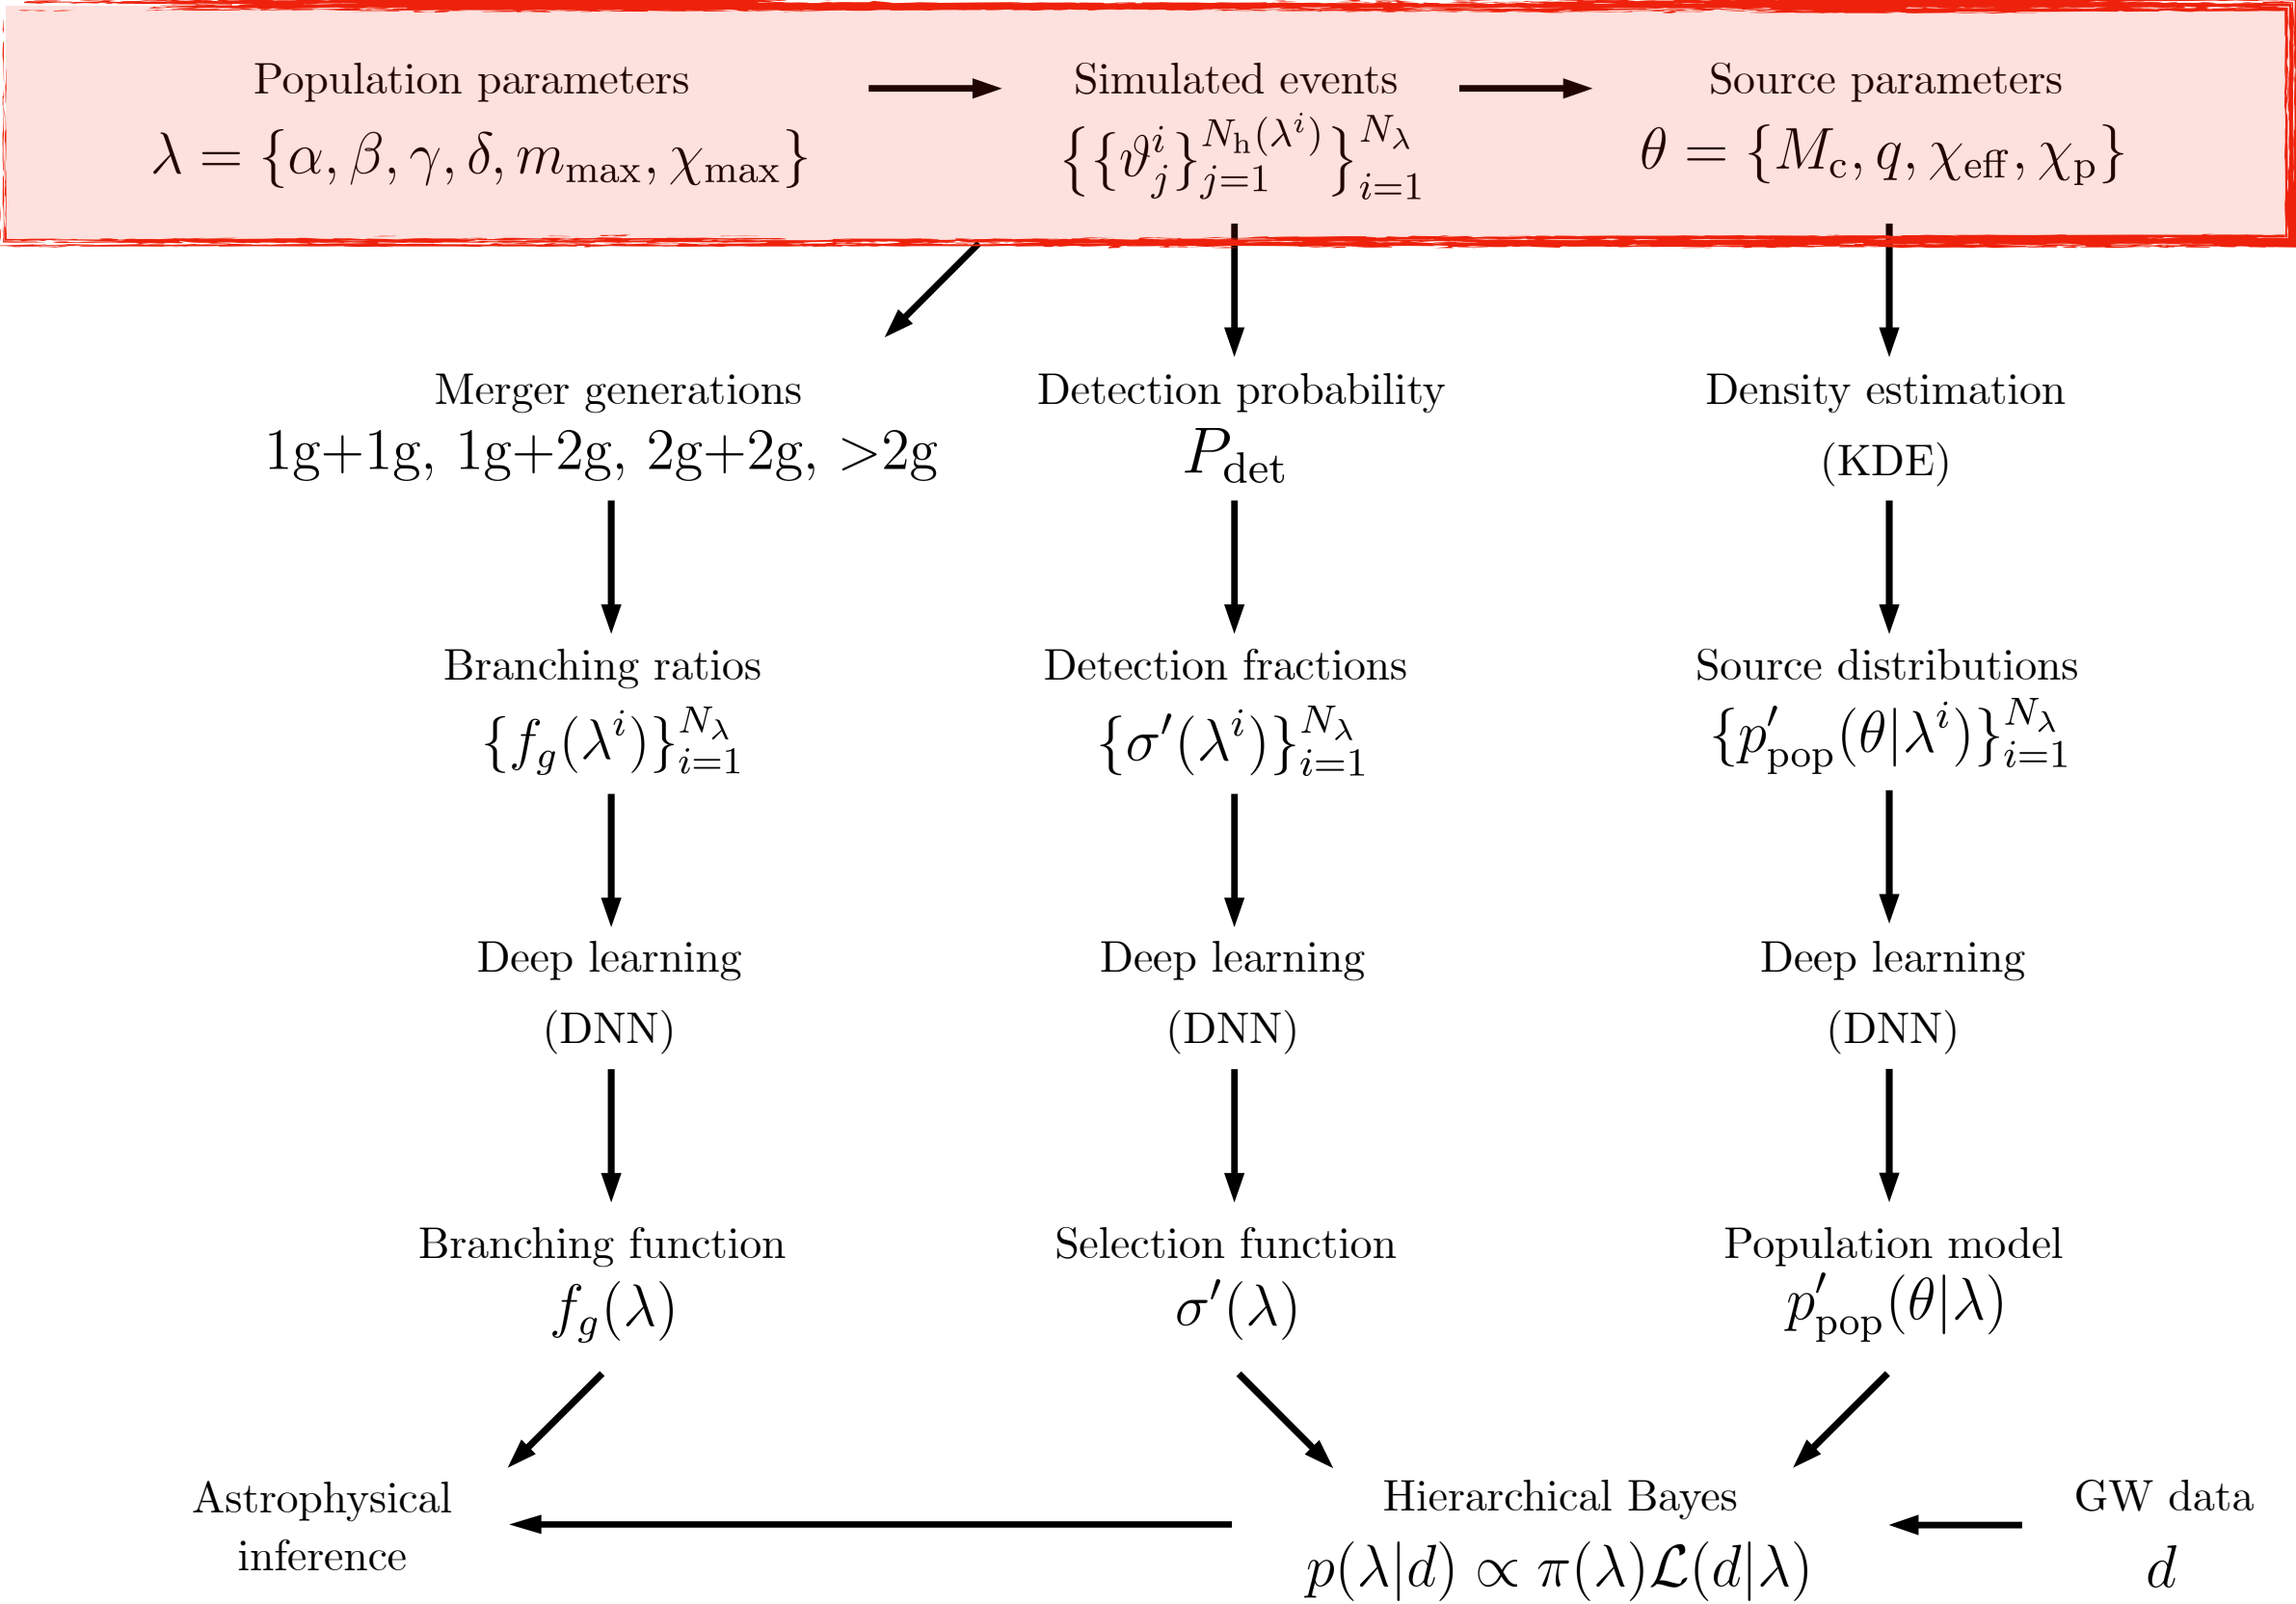 Population parameters
λ = {α, β, γ, δ, m_max, χ_max}
Simulated events
{{ϑ_j^i}_{j=1}^{N_h(λ^i)}}_{i=1}^{N_λ}
Source parameters
θ = {M_c, q, χ_eff, χ_p}
Merger generations
1g+1g, 1g+2g, 2g+2g, >2g
Detection probability
P_det
Density estimation
(KDE)
Branching ratios
{f_g(λ^i)}_{i=1}^{N_λ}
Detection fractions
{σ′(λ^i)}_{i=1}^{N_λ}
Source distributions
{p′_pop(θ|λ^i)}_{i=1}^{N_λ}
Deep learning
(DNN)
Deep learning
(DNN)
Deep learning
(DNN)
Branching function
f_g(λ)
Selection function
σ′(λ)
Population model
p′_pop(θ|λ)
Astrophysical
inference
Hierarchical Bayes
p(λ|d) ∝ π(λ)ℒ(d|λ)
GW data
d